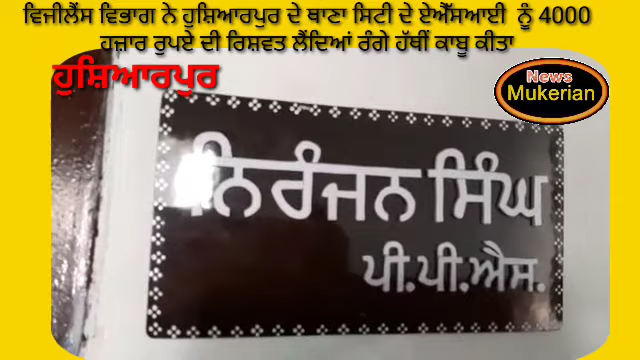 ਵਿਜੀਲੈਂਸ ਵਿਭਾਗ ਨੇ ਹੁਸ਼ਿਆਰਪੁਰ ਦੇ ਥਾਣਾ ਸਿਟੀ ਦੇ ਏਐੱਸਆਈ ਨੂੰ 4000
ਹਜ਼ਾਰ ਰੁਪਏ ਦੀ ਰਿਸ਼ਵਤ ਲੈਂਦਿਆਂ ਰੰਗੇ ਹੱਥੀਂ ਕਾਬੂ ਕੀਤਾ
ਹੁਸ਼ਿਆਰਪੁਰ
News
Mukerian
ਨਿਰੰਜਨ ਸਿੰਘ
ਪੀ.ਪੀ.ਐਸ.